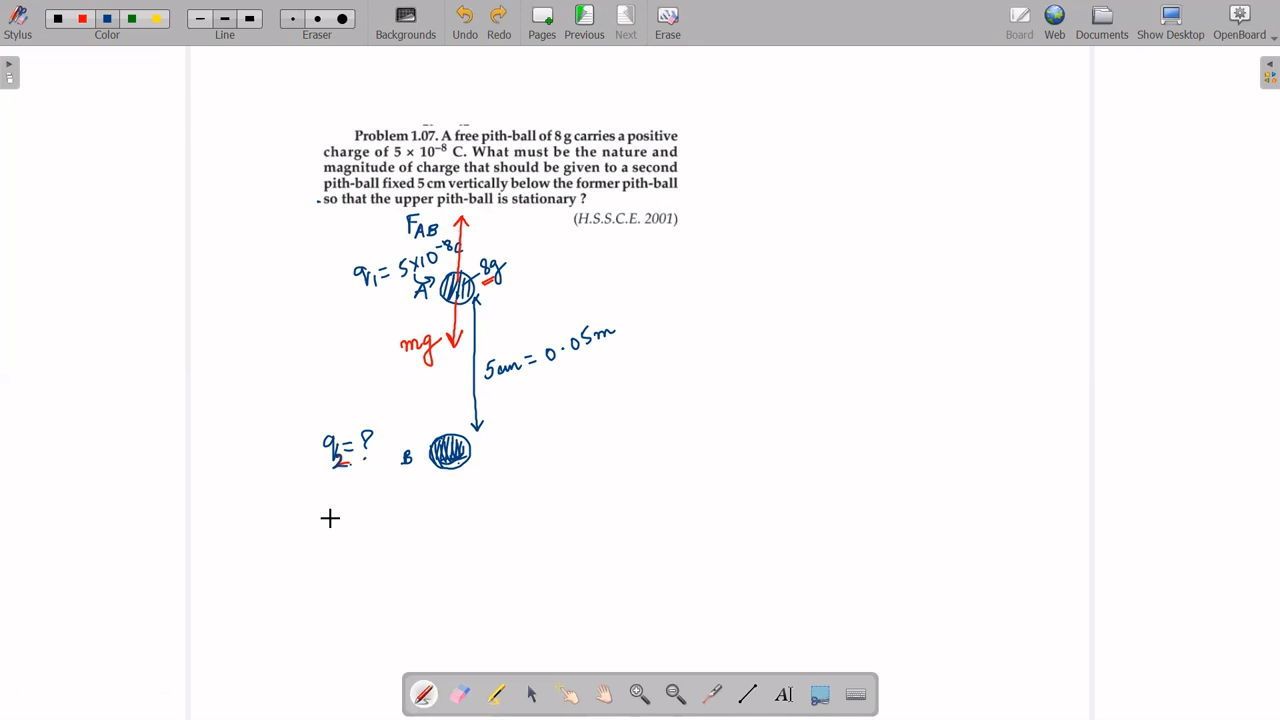 Stylus
Color
Line
Eraser
Backgrounds
Undo
Redo
Pages
Previous
Next
Erase
Board
Web
Documents
Show Desktop
OpenBoard
Problem 1.07. A free pith-ball of 8 g carries a positive
charge of 5 × 10⁻⁸ C. What must be the nature and
magnitude of charge that should be given to a second
pith-ball fixed 5 cm vertically below the former pith-ball
so that the upper pith-ball is stationary ?
(H.S.S.C.E. 2001)
F_AB
q₁ = 5×10⁻⁸C
8g
A
mg
5cm = 0.05m
q₂ = ?
B
AI